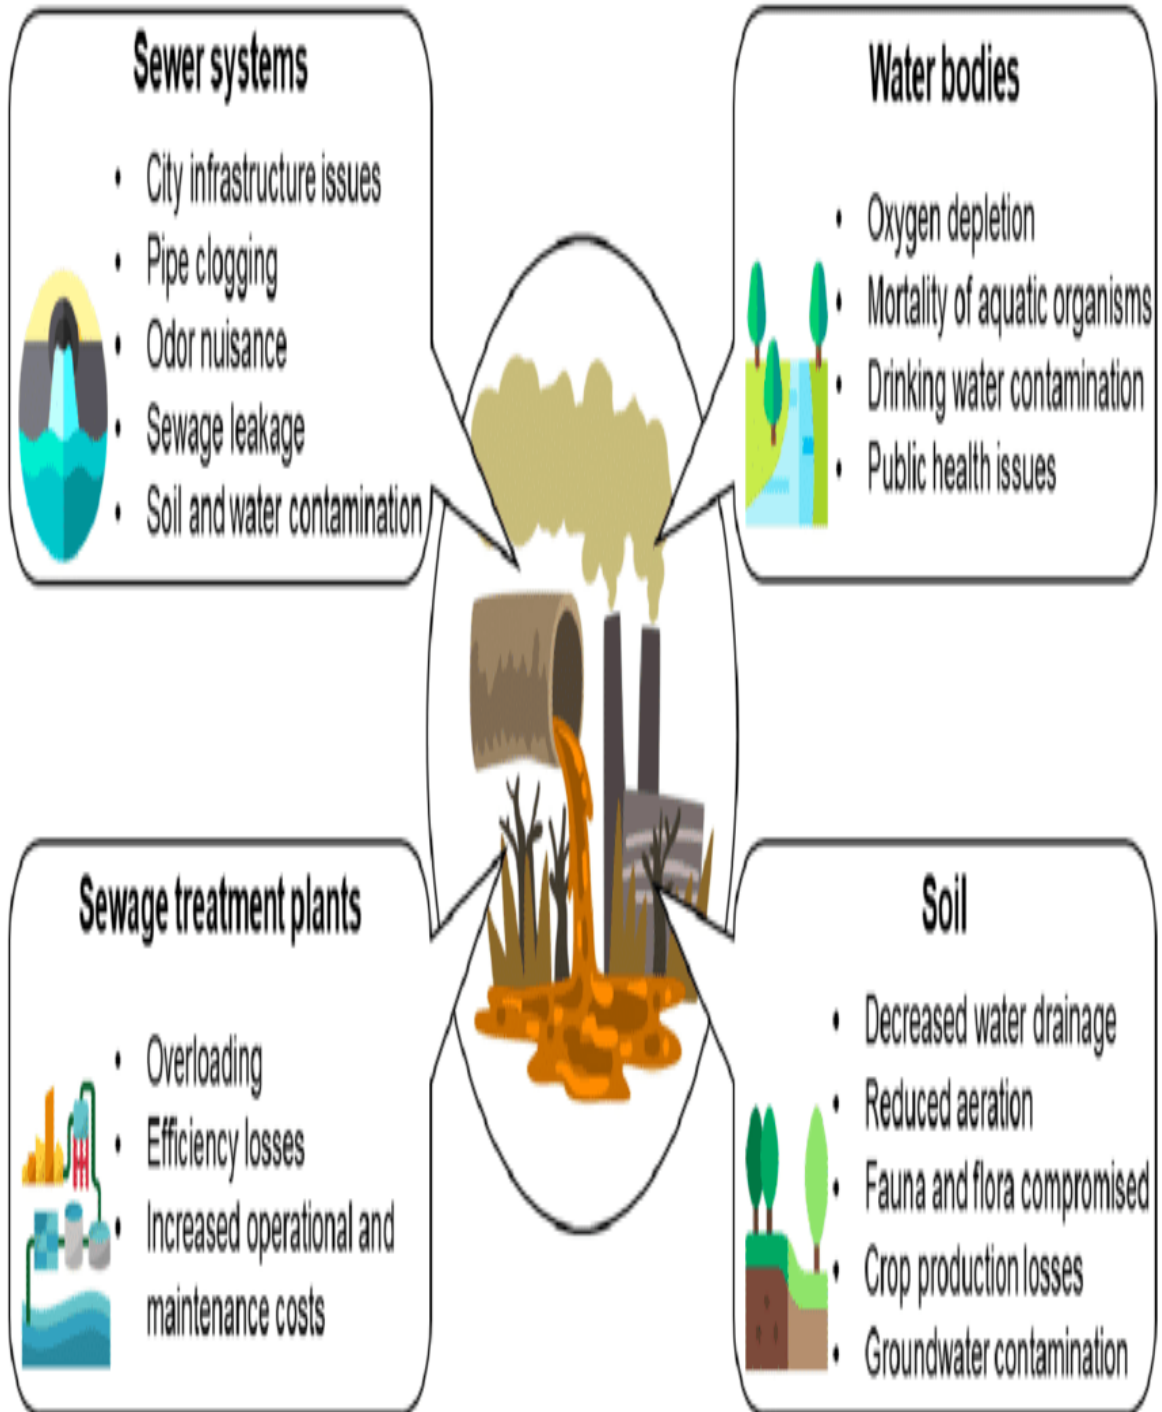 Sewer systems
• City infrastructure issues
• Pipe clogging
• Odor nuisance
• Sewage leakage
• Soil and water contamination
Water bodies
• Oxygen depletion
• Mortality of aquatic organisms
• Drinking water contamination
• Public health issues
Sewage treatment plants
• Overloading
• Efficiency losses
• Increased operational and
maintenance costs
Soil
• Decreased water drainage
• Reduced aeration
• Fauna and flora compromised
• Crop production losses
• Groundwater contamination